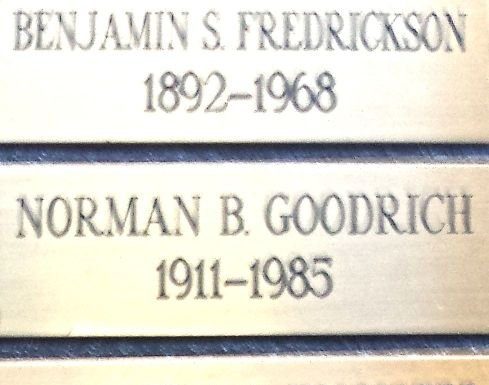 BENJAMIN S. FREDRICKSON
1892-1968
NORMAN B. GOODRICH
1911-1985